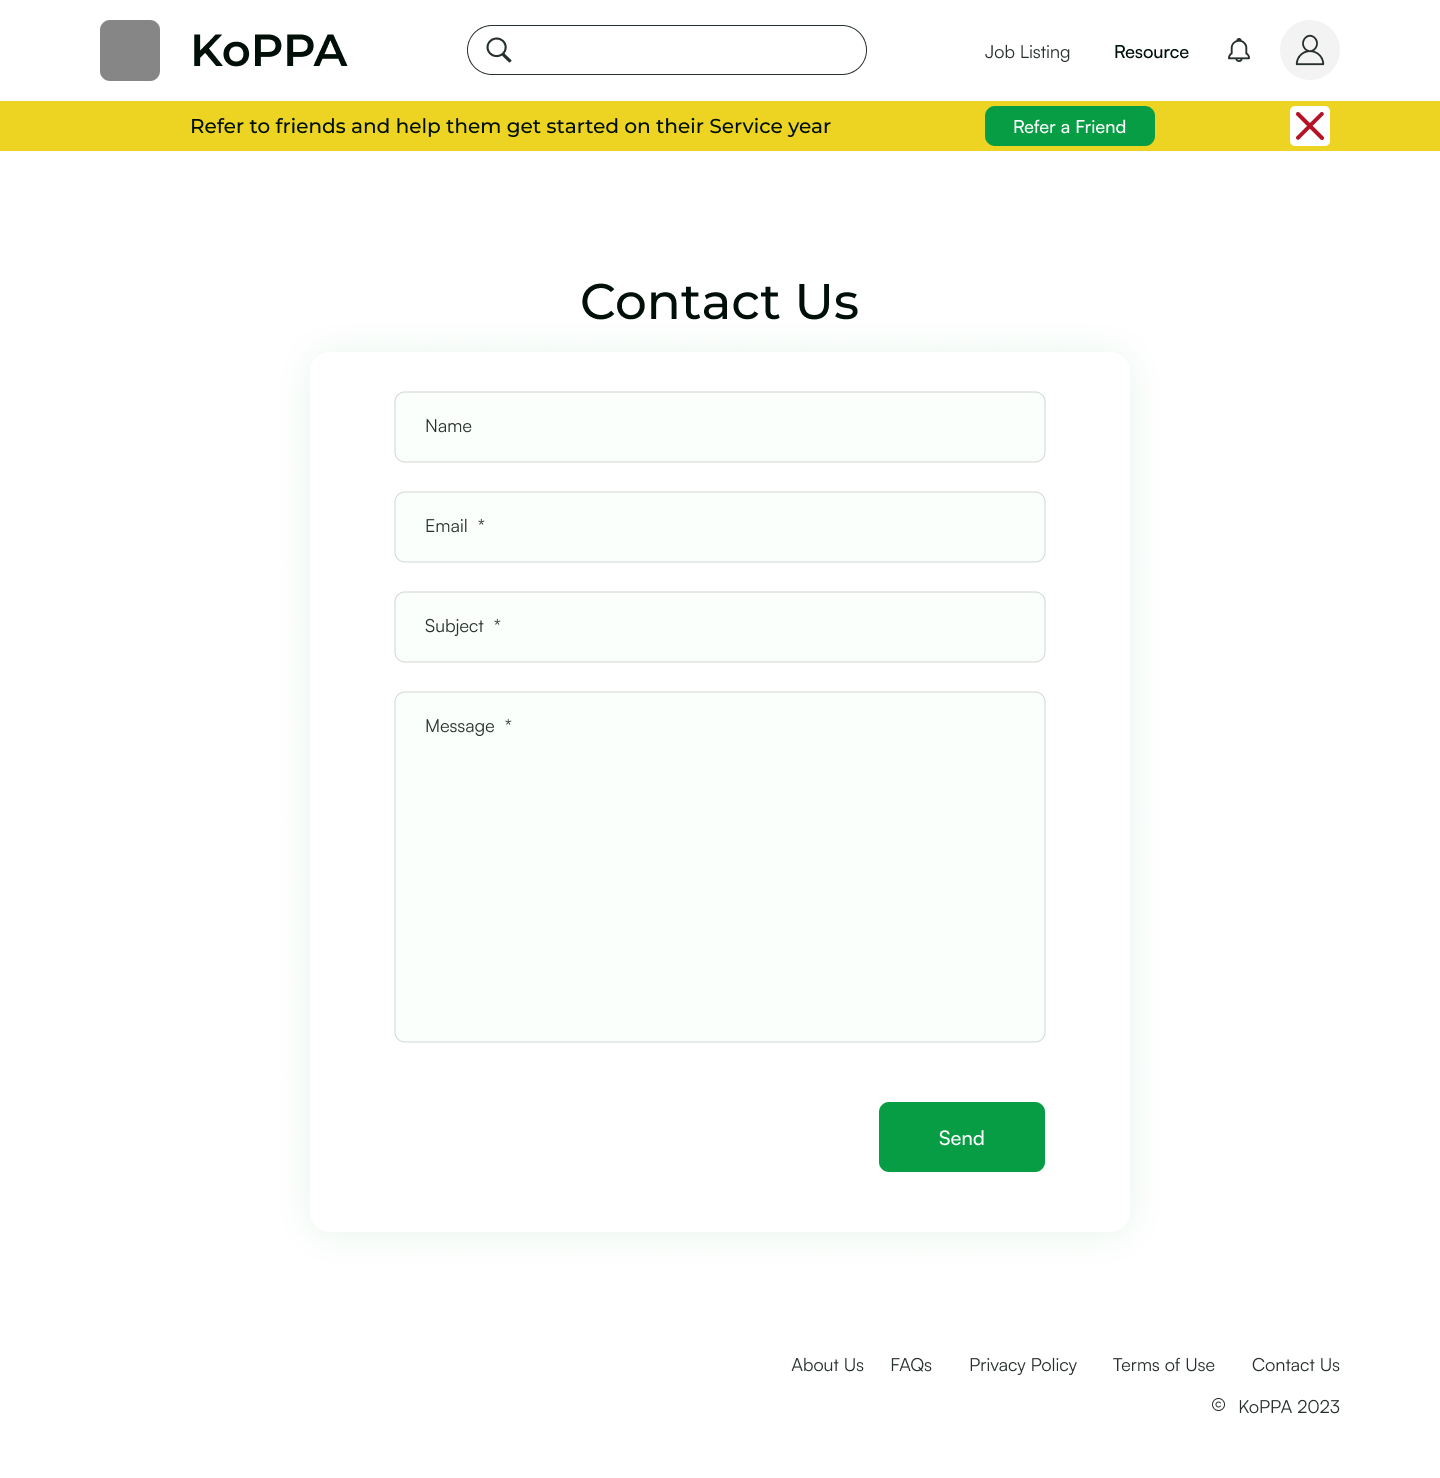 KoPPA
Job Listing
Resource
Refer to friends and help them get started on their Service year
Refer a Friend
Contact Us
Name
Email *
Subject *
Message *
Send
About Us
FAQs
Privacy Policy
Terms of Use
Contact Us
© KoPPA 2023